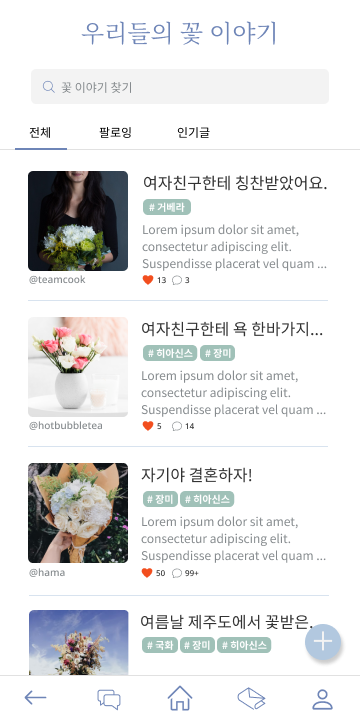 우리들의 꽃 이야기
꽃 이야기 찾기
전체 팔로잉 인기글
여자친구한테 칭찬받았어요.
# 거베라
Lorem ipsum dolor sit amet,
consectetur adipiscing elit.
Suspendisse placerat vel quam ...
@teamcook 13 3
여자친구한테 욕 한바가지...
# 히아신스 # 장미
Lorem ipsum dolor sit amet,
consectetur adipiscing elit.
Suspendisse placerat vel quam ...
@hotbubbletea 5 14
자기야 결혼하자!
# 장미 # 히아신스
Lorem ipsum dolor sit amet,
consectetur adipiscing elit.
Suspendisse placerat vel quam ...
@hama 50 99+
여름날 제주도에서 꽃받은.
# 국화 # 장미 # 히아신스